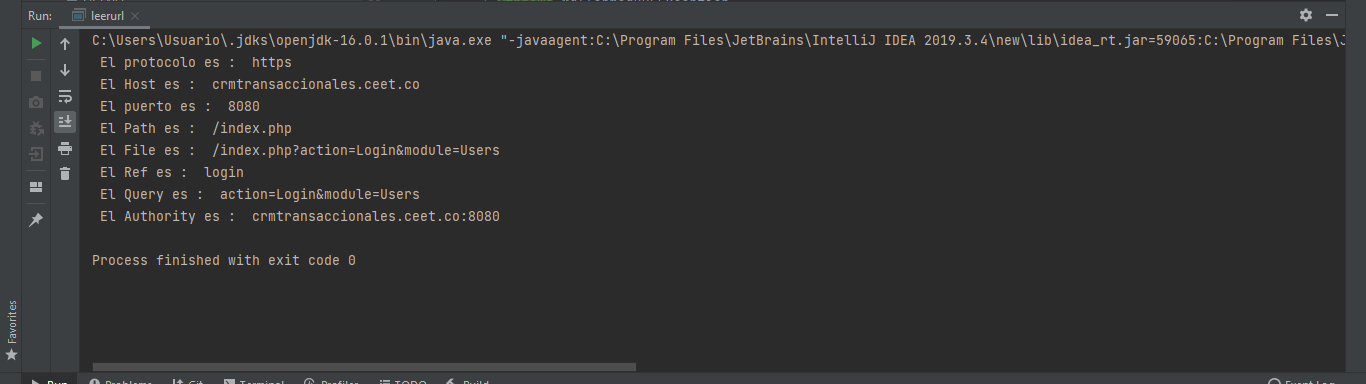 Run: leerurl
C:\Users\Usuario\.jdks\openjdk-16.0.1\bin\java.exe "-javaagent:C:\Program Files\JetBrains\IntelliJ IDEA 2019.3.4\new\lib\idea_rt.jar=59065:C:\Program Files\J
El protocolo es : https
El Host es : crmtransaccionales.ceet.co
El puerto es : 8080
El Path es : /index.php
El File es : /index.php?action=Login&module=Users
El Ref es : login
El Query es : action=Login&module=Users
El Authority es : crmtransaccionales.ceet.co:8080
Process finished with exit code 0
Favorites
Run Problems Git Terminal Profiler TODO Build Event Log